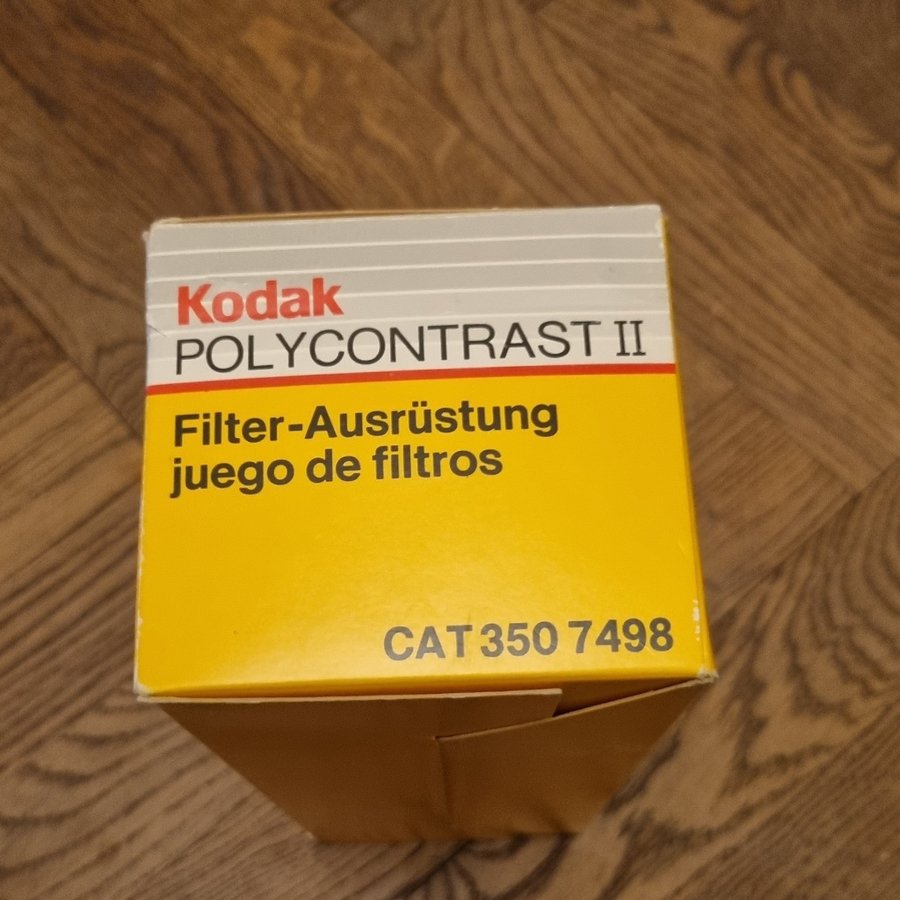 Kodak
POLYCONTRAST II
Filter-Ausrüstung
juego de filtros
CAT 350 7498